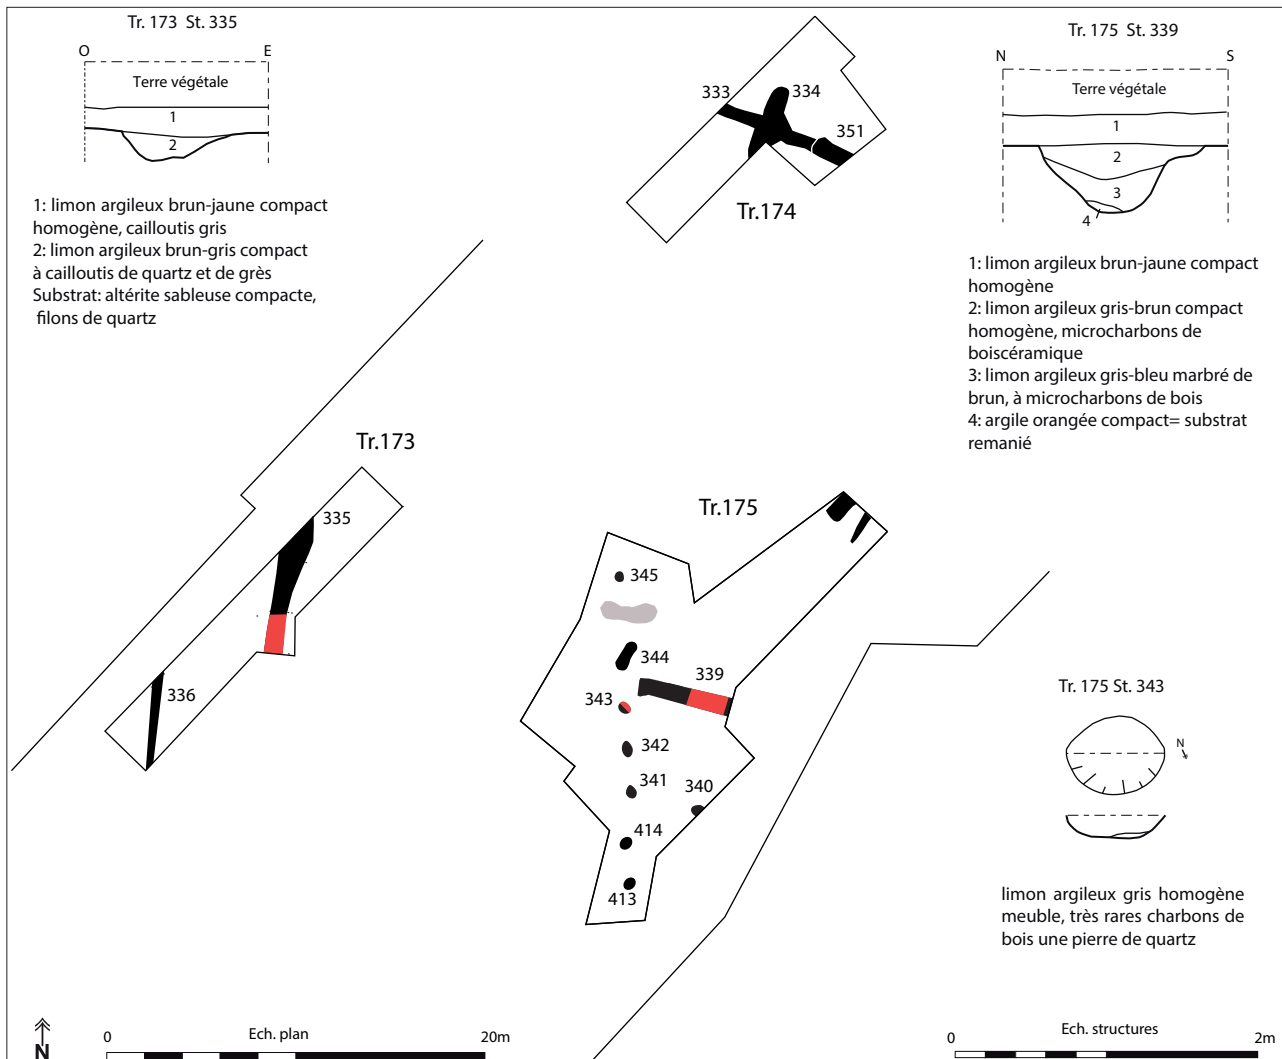 Tr. 173 St. 335
O E
Terre végétale
1
2
1: limon argileux brun-jaune compact
homogène, cailloutis gris
2: limon argileux brun-gris compact
à cailloutis de quartz et de grès
Substrat: altérite sableuse compacte,
filons de quartz
333
334
351
Tr.174
Tr. 175 St. 339
N S
Terre végétale
1
2
3
4
1: limon argileux brun-jaune compact
homogène
2: limon argileux gris-brun compact
homogène, microcharbons de
boiscéramique
3: limon argileux gris-bleu marbré de
brun, à microcharbons de bois
4: argile orangée compact= substrat
remanié
Tr.173
335
336
Tr.175
345
344
339
343
342
341
340
414
413
Tr. 175 St. 343
N
limon argileux gris homogène
meuble, très rares charbons de
bois une pierre de quartz
N
0 Ech. plan 20m
0 Ech. structures 2m